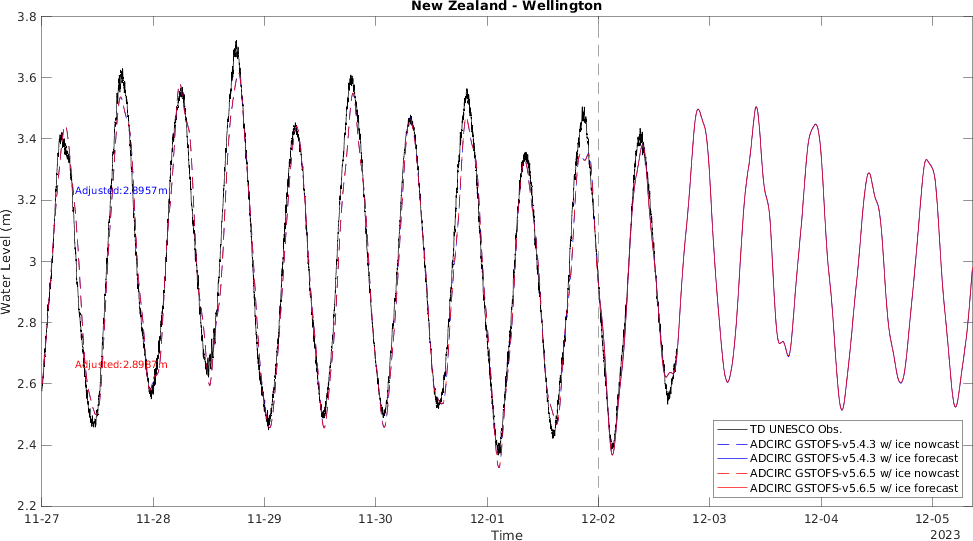 New Zealand - Wellington
3.8
3.6
3.4
3.2
3
2.8
2.6
2.4
2.2
Water Level (m)
Adjusted:2.8957m
Adjusted:2.8987m
TD UNESCO Obs.
ADCIRC GSTOFS-v5.4.3 w/ ice nowcast
ADCIRC GSTOFS-v5.4.3 w/ ice forecast
ADCIRC GSTOFS-v5.6.5 w/ ice nowcast
ADCIRC GSTOFS-v5.6.5 w/ ice forecast
11-27 11-28 11-29 11-30 12-01 12-02 12-03 12-04 12-05
Time
2023